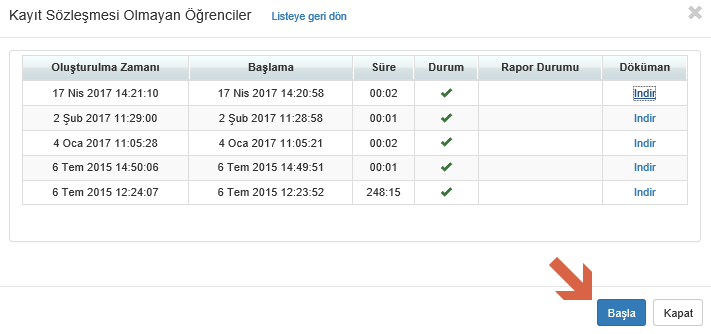 Kayıt Sözleşmesi Olmayan Öğrenciler Listeye geri dön
Oluşturulma Zamanı Başlama Süre Durum Rapor Durumu Döküman
17 Nis 2017 14:21:10 17 Nis 2017 14:20:58 00:02 İndir
2 Şub 2017 11:29:00 2 Şub 2017 11:28:58 00:01 İndir
4 Oca 2017 11:05:28 4 Oca 2017 11:05:21 00:02 İndir
6 Tem 2015 14:50:06 6 Tem 2015 14:49:51 00:01 İndir
6 Tem 2015 12:24:07 6 Tem 2015 12:23:52 248:15 İndir
Başla Kapat